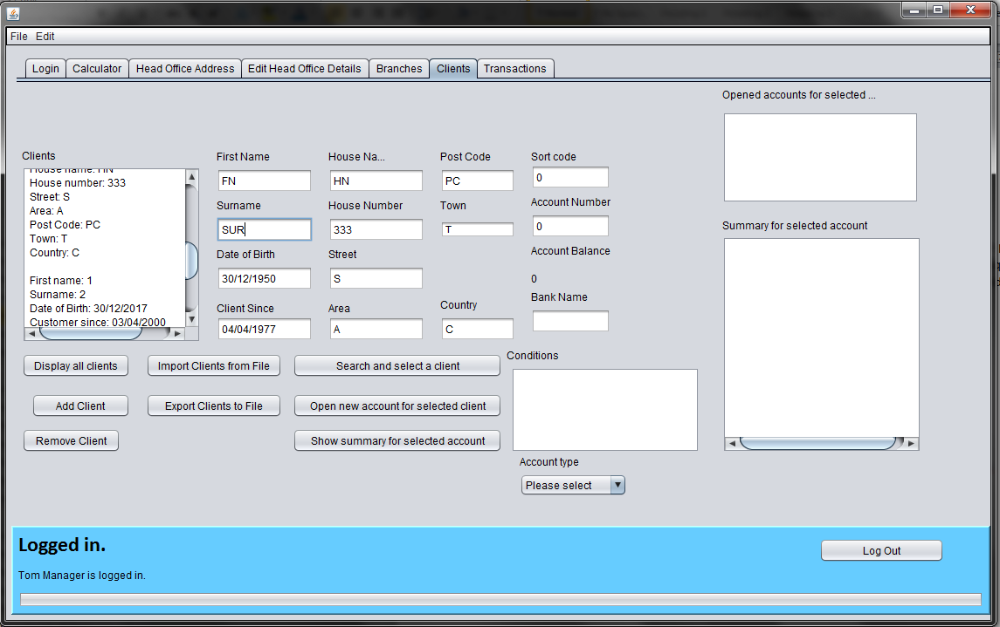 File Edit
Login Calculator Head Office Address Edit Head Office Details Branches Clients Transactions
Opened accounts for selected ...
Clients
House name: HN
House number: 333
Street: S
Area: A
Post Code: PC
Town: T
Country: C
First name: 1
Surname: 2
Date of Birth: 30/12/2017
Customer since: 03/04/2000
First Name
FN
Surname
SUR
Date of Birth
30/12/1950
Client Since
04/04/1977
House Na...
HN
House Number
333
Street
S
Area
A
Post Code
PC
Town
T
Country
C
Sort code
0
Account Number
0
Account Balance
0
Bank Name
Summary for selected account
Display all clients
Import Clients from File
Search and select a client
Add Client
Export Clients to File
Open new account for selected client
Remove Client
Show summary for selected account
Conditions
Account type
Please select
Logged in.
Log Out
Tom Manager is logged in.